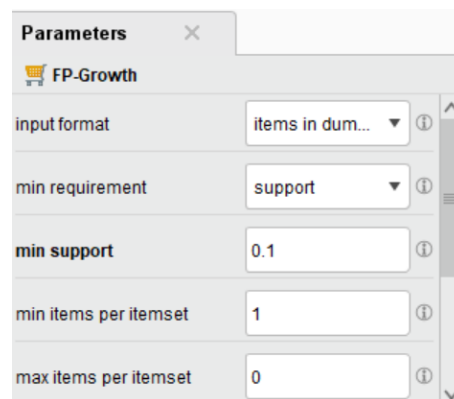 Parameters
FP-Growth
input format items in dum...
min requirement support
min support 0.1
min items per itemset 1
max items per itemset 0